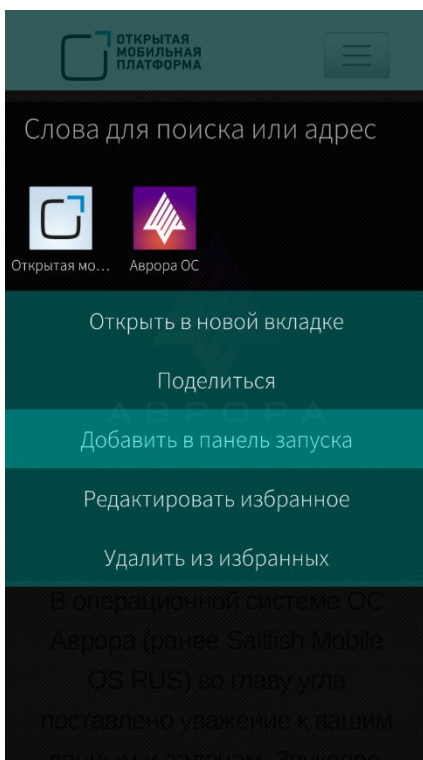 ОТКРЫТАЯ
МОБИЛЬНАЯ
ПЛАТФОРМА
Слова для поиска или адрес
Открытая мо... Аврора ОС
Открыть в новой вкладке
Поделиться
АВРОРА
Добавить в панель запуска
Редактировать избранное
Удалить из избранных
В операционной системе ОС
Аврора (ранее Sailfish Mobile
OS RUS) во главу угла
поставлено уважение к вашим